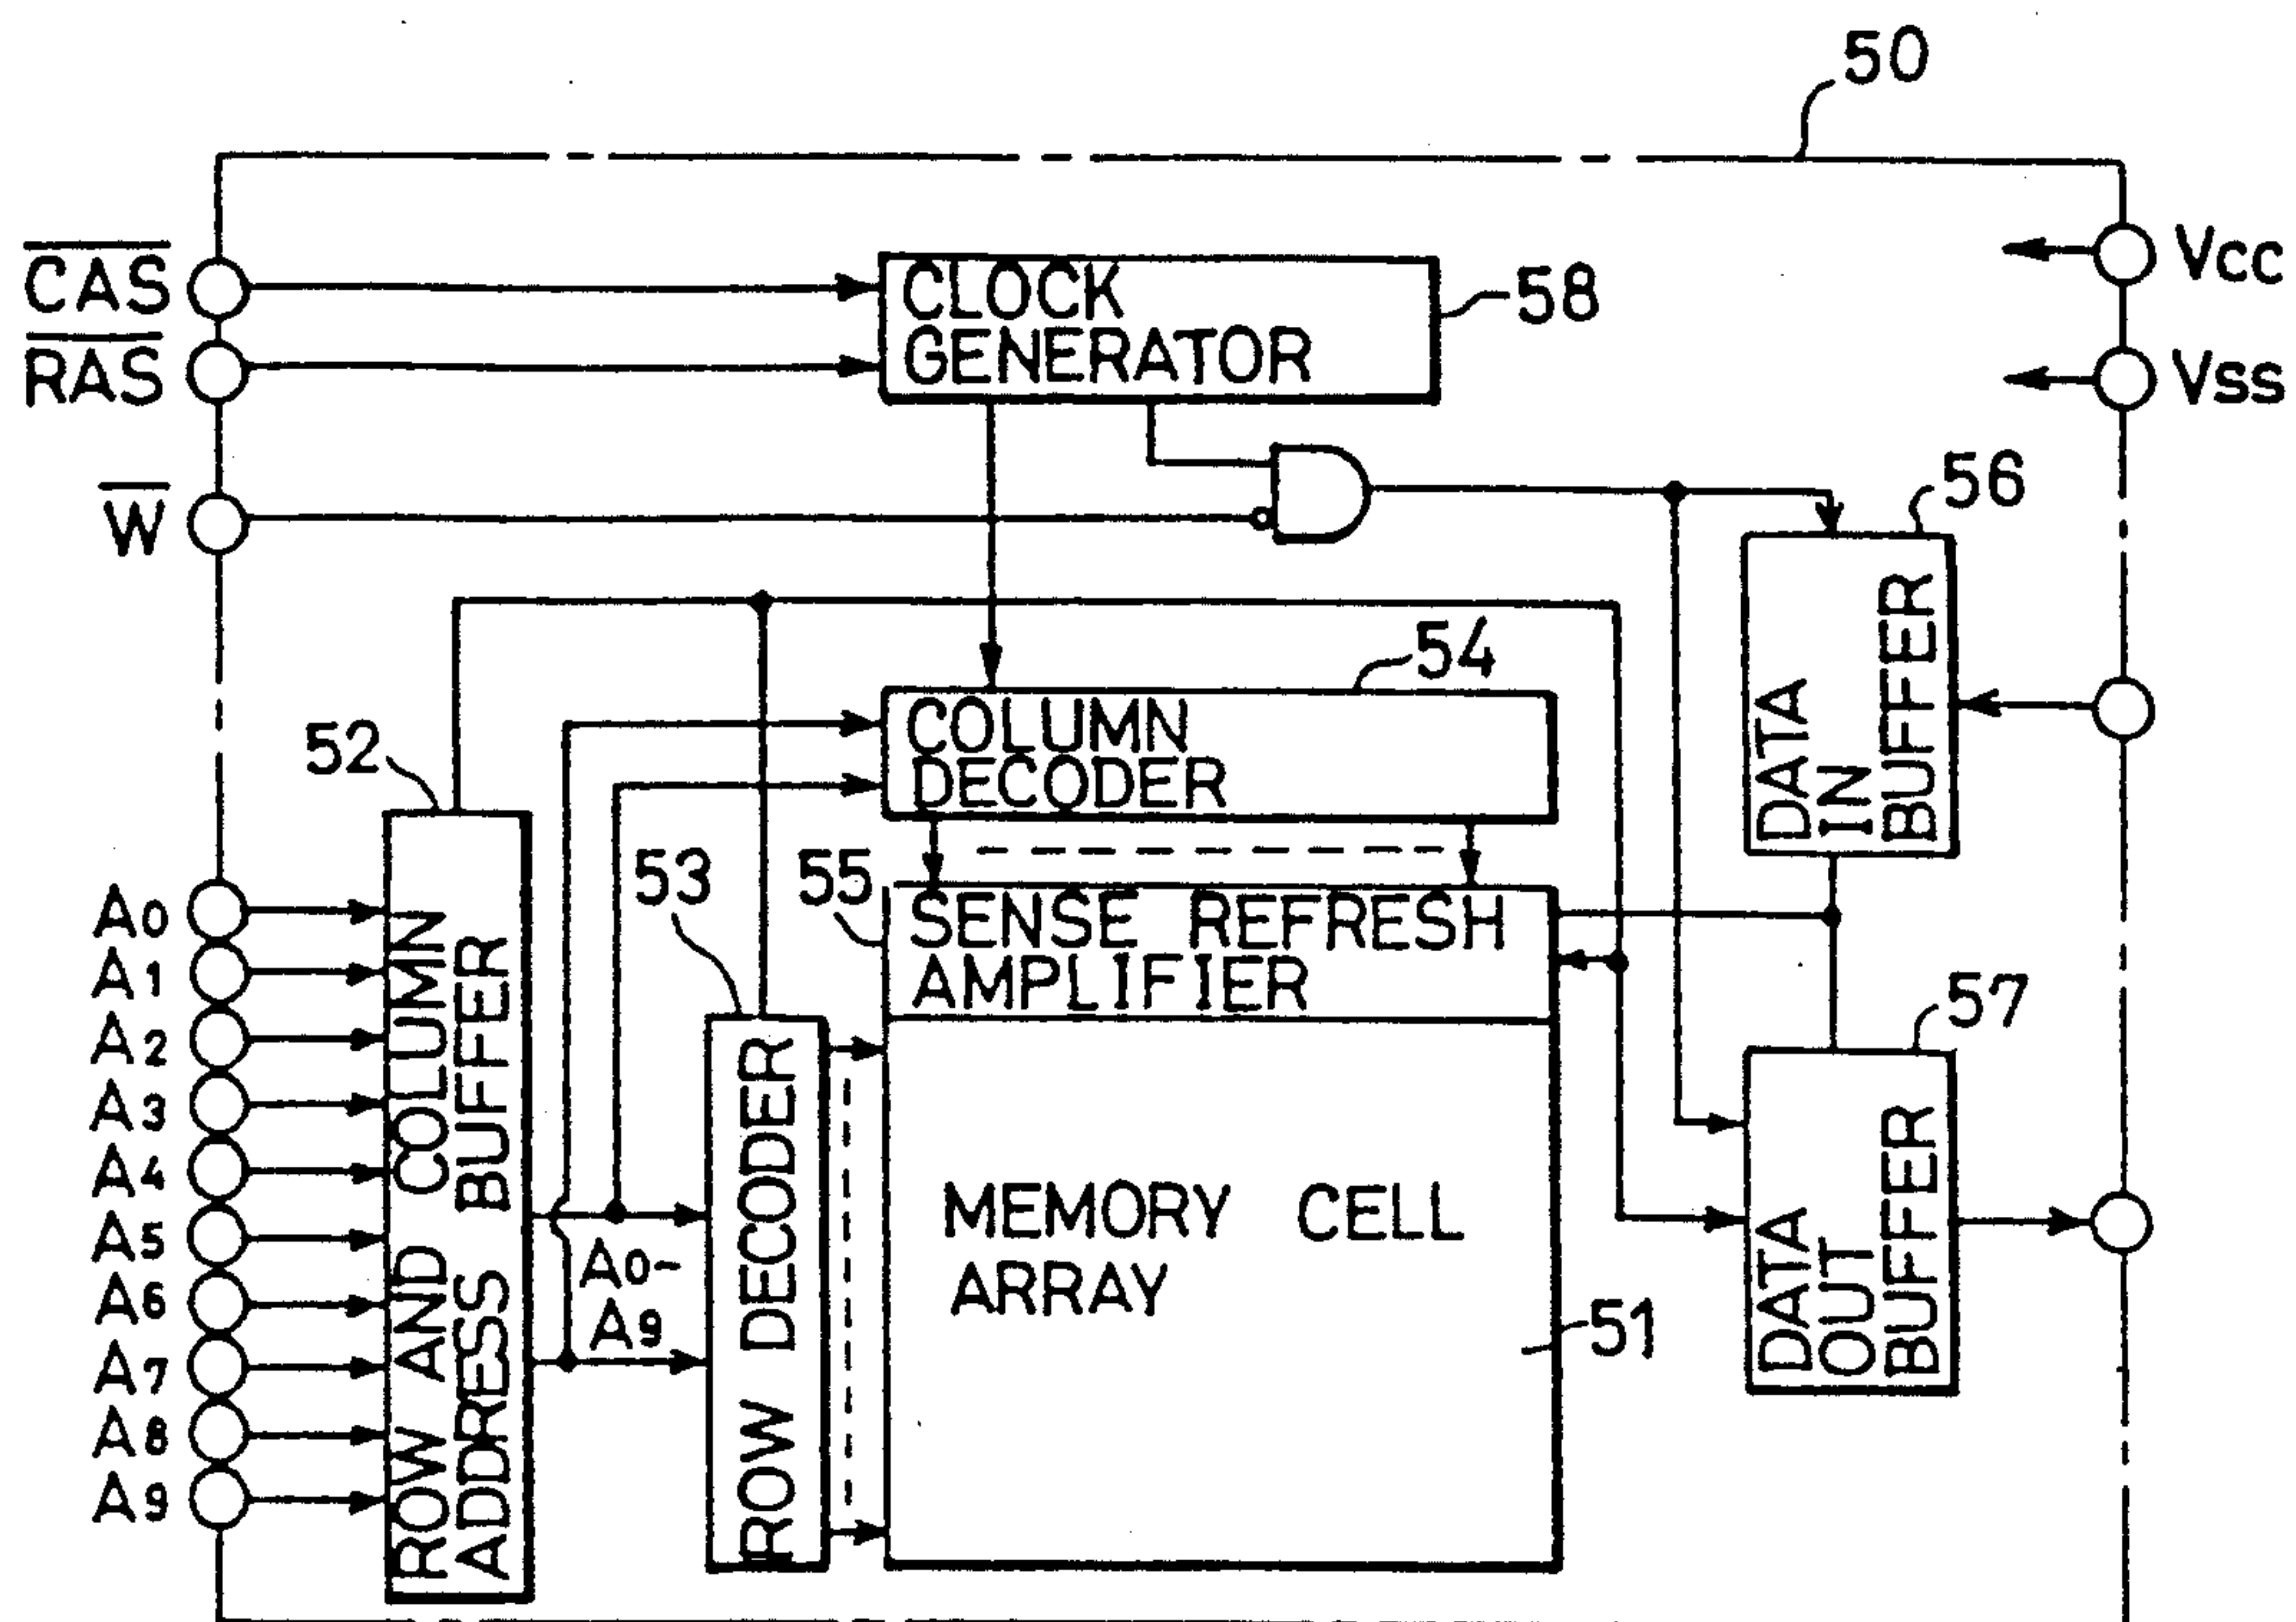 50
C̅A̅S̅
R̅A̅S̅
W̅
CLOCK
GENERATOR
58
Vcc
Vss
56
DATA
IN
BUFFER
54
COLUMN
DECODER
52
53
55
SENSE REFRESH
AMPLIFIER
57
A0
A1
A2
A3
A4
A5
A6
A7
A8
A9
ROW AND COLUMN
ADDRESS BUFFER
A0-
A9
ROW DECODER
MEMORY CELL
ARRAY
51
DATA
OUT
BUFFER